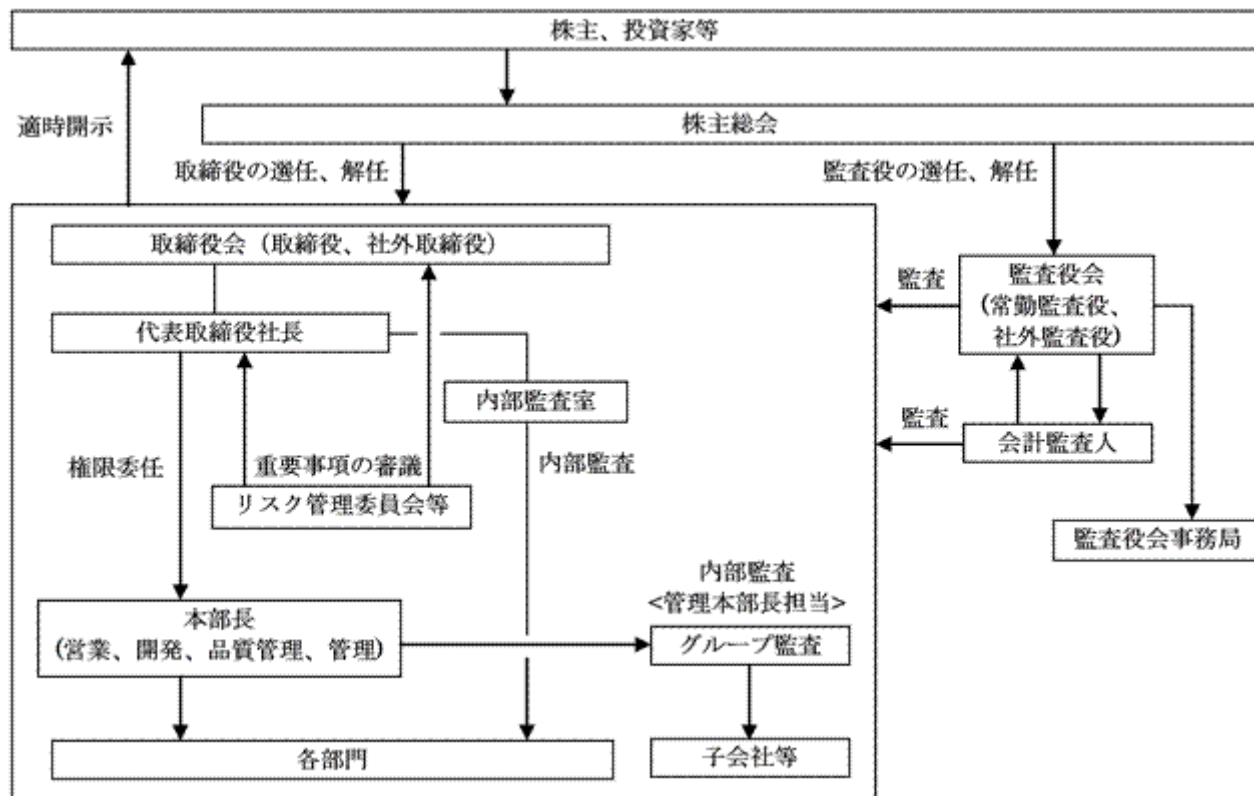 株主、投資家等
適時開示
株主総会
取締役の選任、解任
監査役の選任、解任
取締役会（取締役、社外取締役）
監査
監査役会
(常勤監査役、
社外監査役)
代表取締役社長
内部監査室
監査
会計監査人
権限委任
重要事項の審議
内部監査
リスク管理委員会等
監査役会事務局
内部監査
<管理本部長担当>
本部長
(営業、開発、品質管理、管理)
グループ監査
各部門
子会社等